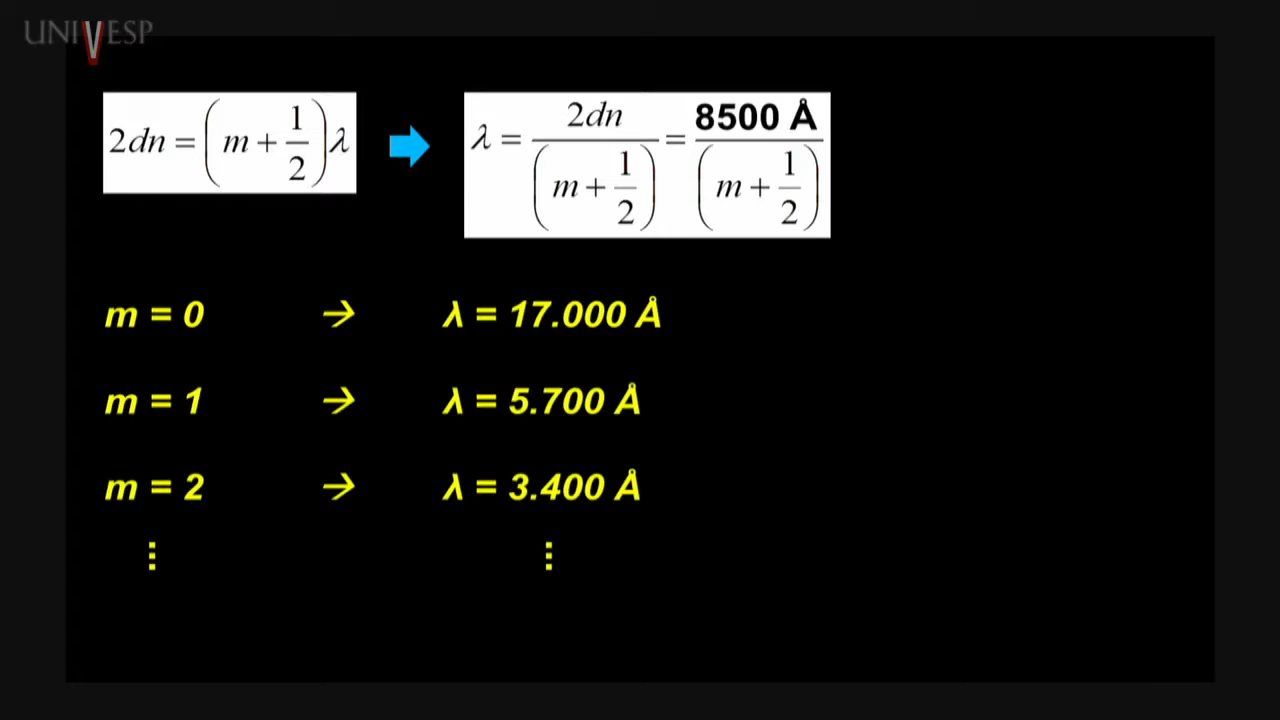 UNIVESP
2dn = (m + 1/2) λ
λ = 2dn / (m + 1/2) = 8500 Å / (m + 1/2)
m = 0 → λ = 17.000 Å
m = 1 → λ = 5.700 Å
m = 2 → λ = 3.400 Å
⋮ ⋮